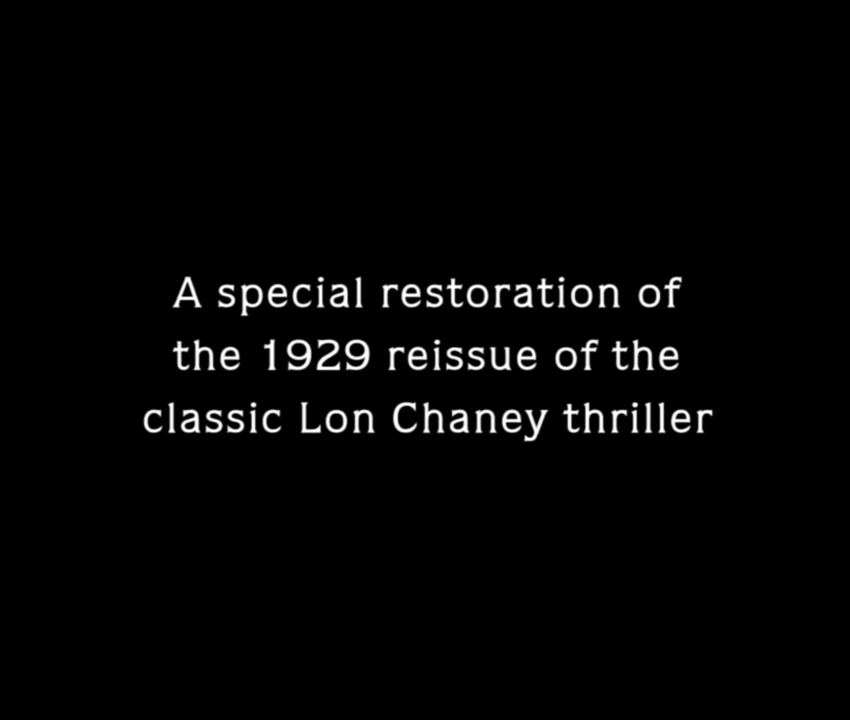 A special restoration of
the 1929 reissue of the
classic Lon Chaney thriller